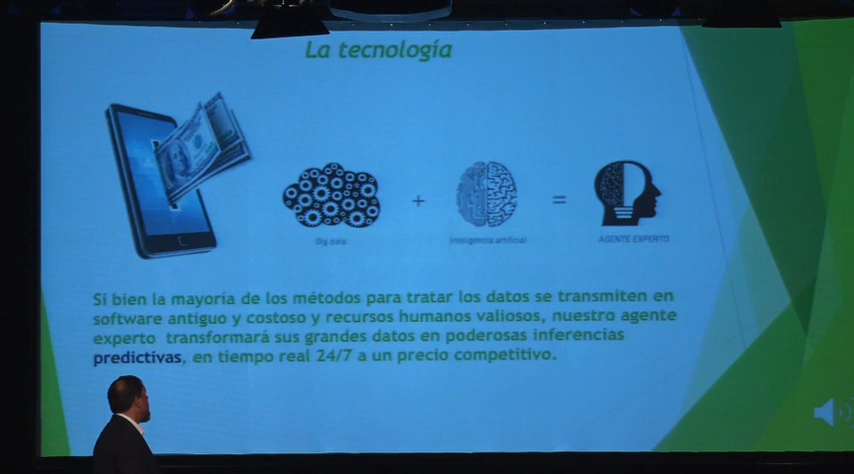 La tecnología
+
=
Big data
Inteligencia artificial
AGENTE EXPERTO
Si bien la mayoría de los métodos para tratar los datos se transmiten en
software antiguo y costoso y recursos humanos valiosos, nuestro agente
experto transformará sus grandes datos en poderosas inferencias
predictivas, en tiempo real 24/7 a un precio competitivo.